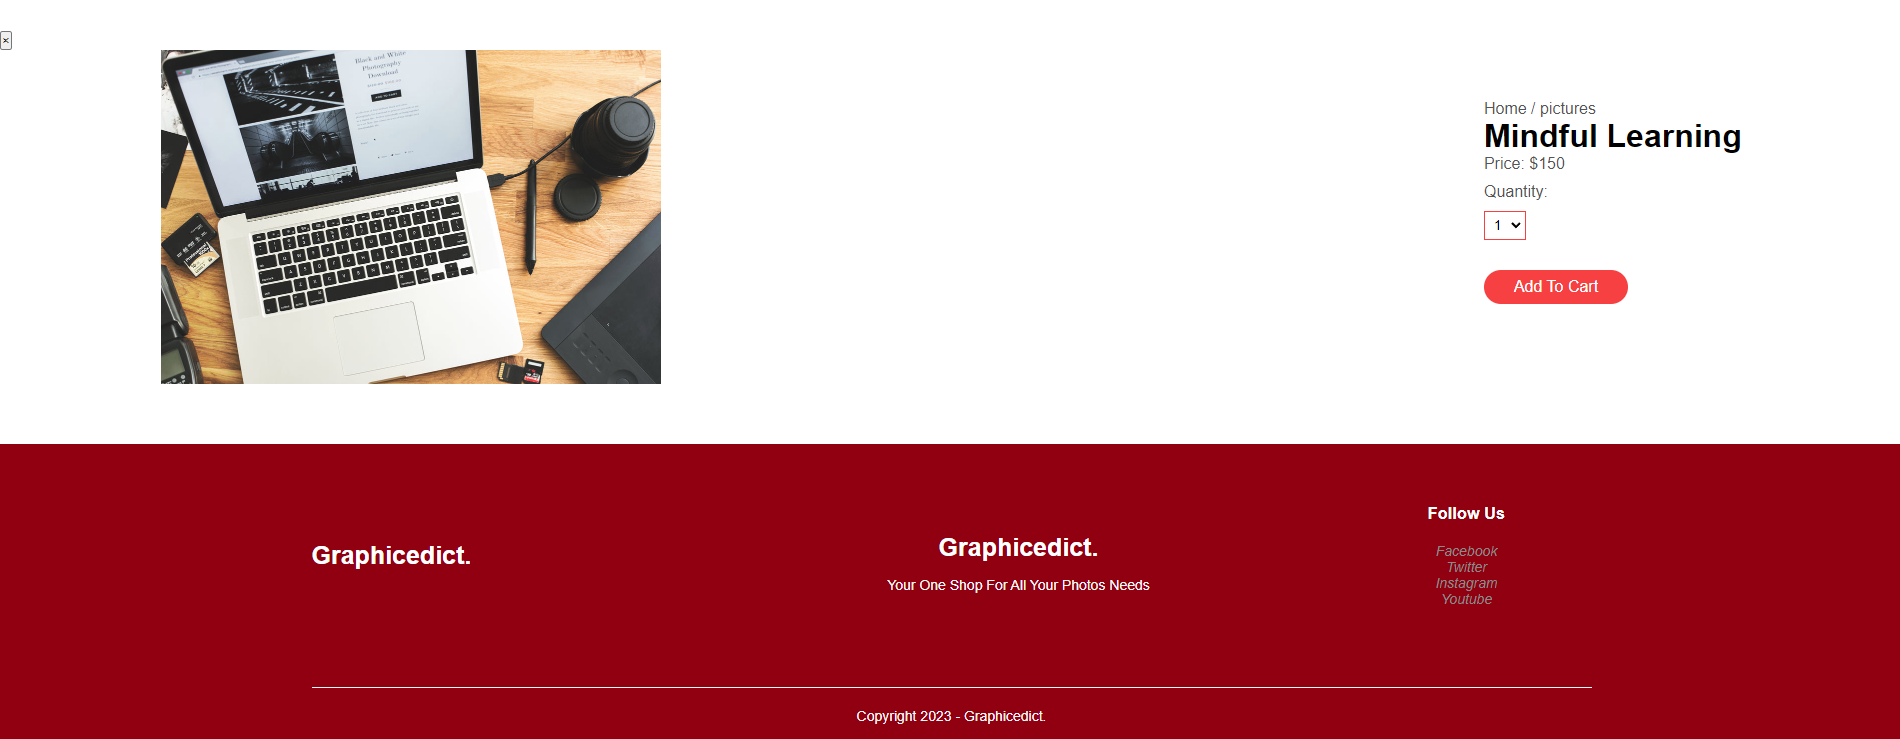 ×
Black and White
Photography
Download
Home / pictures
Mindful Learning
Price: $150
Quantity:
1
Add To Cart
Graphicedict.
Graphicedict.
Your One Shop For All Your Photos Needs
Follow Us
Facebook
Twitter
Instagram
Youtube
Copyright 2023 - Graphicedict.